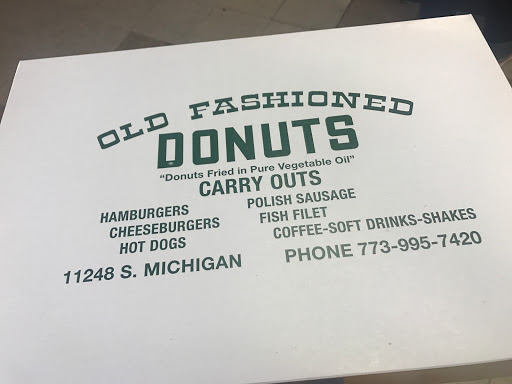 OLD FASHIONED
DONUTS
"Donuts Fried in Pure Vegetable Oil"
CARRY OUTS
HAMBURGERS
CHEESEBURGERS
HOT DOGS
POLISH SAUSAGE
FISH FILET
COFFEE-SOFT DRINKS-SHAKES
11248 S. MICHIGAN
PHONE 773-995-7420